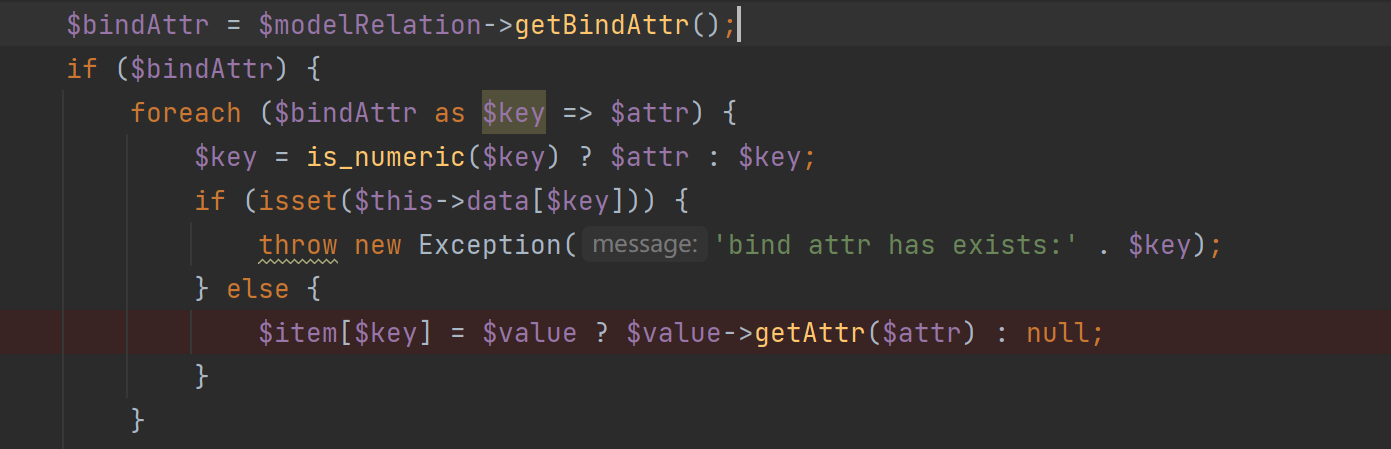 $bindAttr = $modelRelation->getBindAttr();
if ($bindAttr) {
foreach ($bindAttr as $key => $attr) {
$key = is_numeric($key) ? $attr : $key;
if (isset($this->data[$key])) {
throw new Exception( message: 'bind attr has exists:' . $key);
} else {
$item[$key] = $value ? $value->getAttr($attr) : null;
}
}